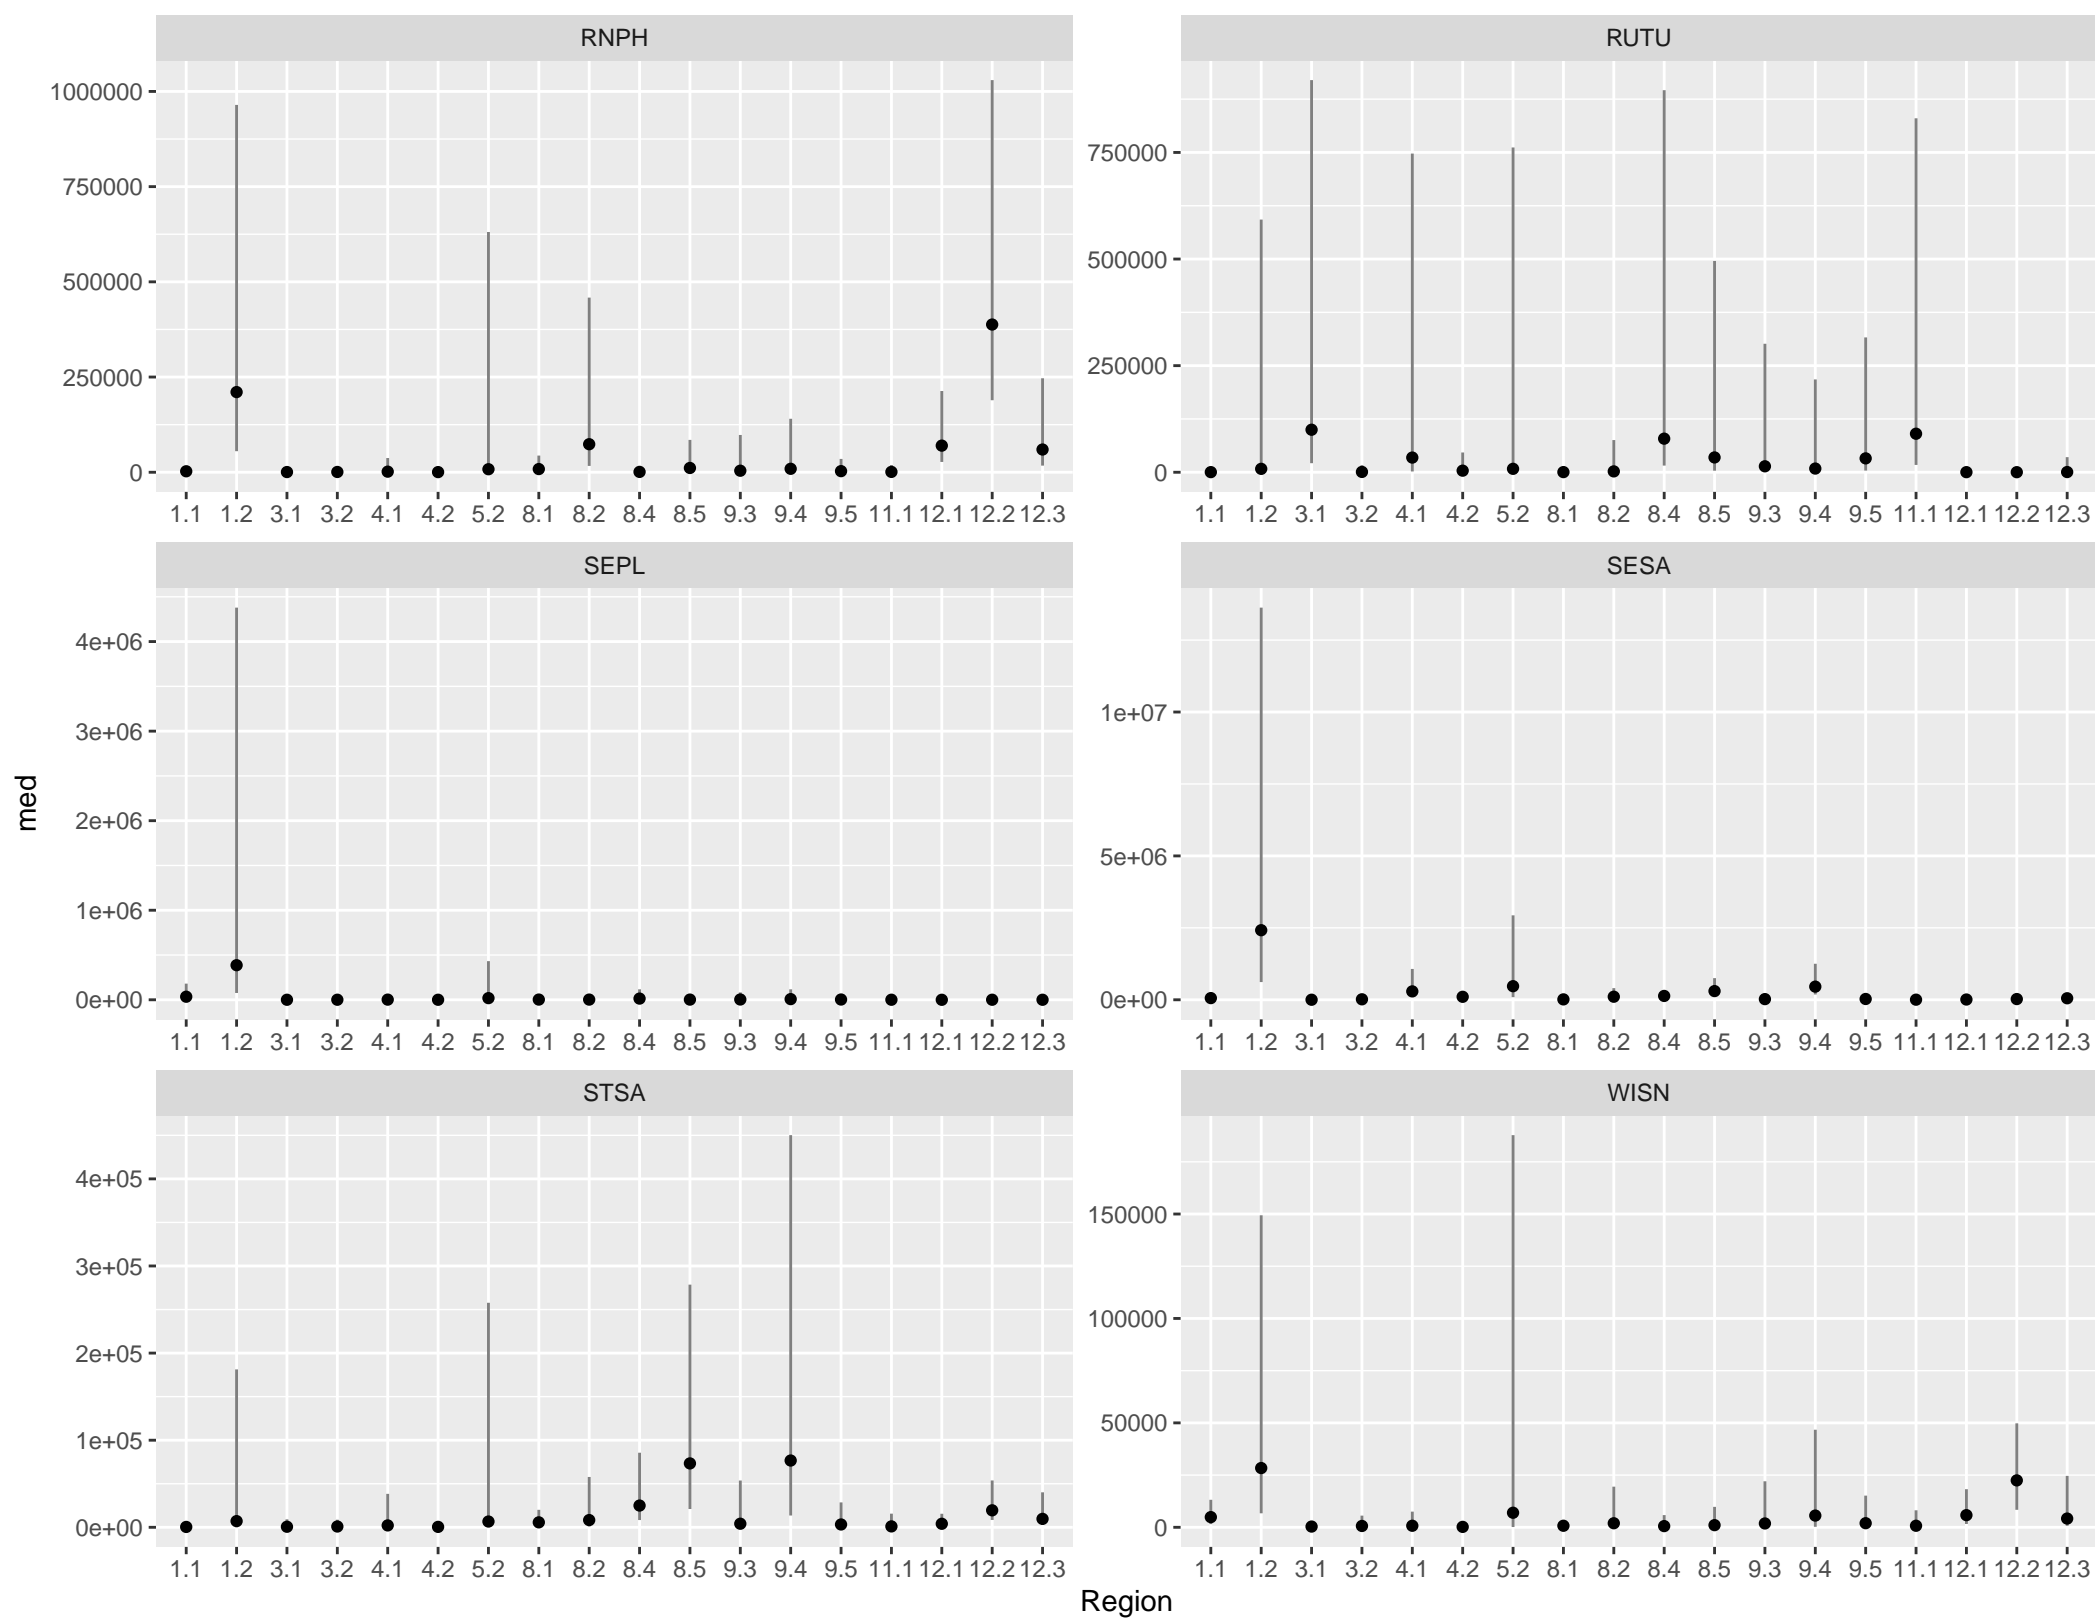 RNPH
RUTU
1000000
750000
500000
250000
0
750000
500000
250000
0
1.1 1.2 3.1 3.2 4.1 4.2 5.2 8.1 8.2 8.4 8.5 9.3 9.4 9.5 11.1 12.1 12.2 12.3
1.1 1.2 3.1 3.2 4.1 4.2 5.2 8.1 8.2 8.4 8.5 9.3 9.4 9.5 11.1 12.1 12.2 12.3
SEPL
SESA
4e+06
3e+06
2e+06
1e+06
0e+00
1e+07
5e+06
0e+00
1.1 1.2 3.1 3.2 4.1 4.2 5.2 8.1 8.2 8.4 8.5 9.3 9.4 9.5 11.1 12.1 12.2 12.3
1.1 1.2 3.1 3.2 4.1 4.2 5.2 8.1 8.2 8.4 8.5 9.3 9.4 9.5 11.1 12.1 12.2 12.3
med
STSA
WISN
4e+05
3e+05
2e+05
1e+05
0e+00
150000
100000
50000
0
1.1 1.2 3.1 3.2 4.1 4.2 5.2 8.1 8.2 8.4 8.5 9.3 9.4 9.5 11.1 12.1 12.2 12.3
1.1 1.2 3.1 3.2 4.1 4.2 5.2 8.1 8.2 8.4 8.5 9.3 9.4 9.5 11.1 12.1 12.2 12.3
Region